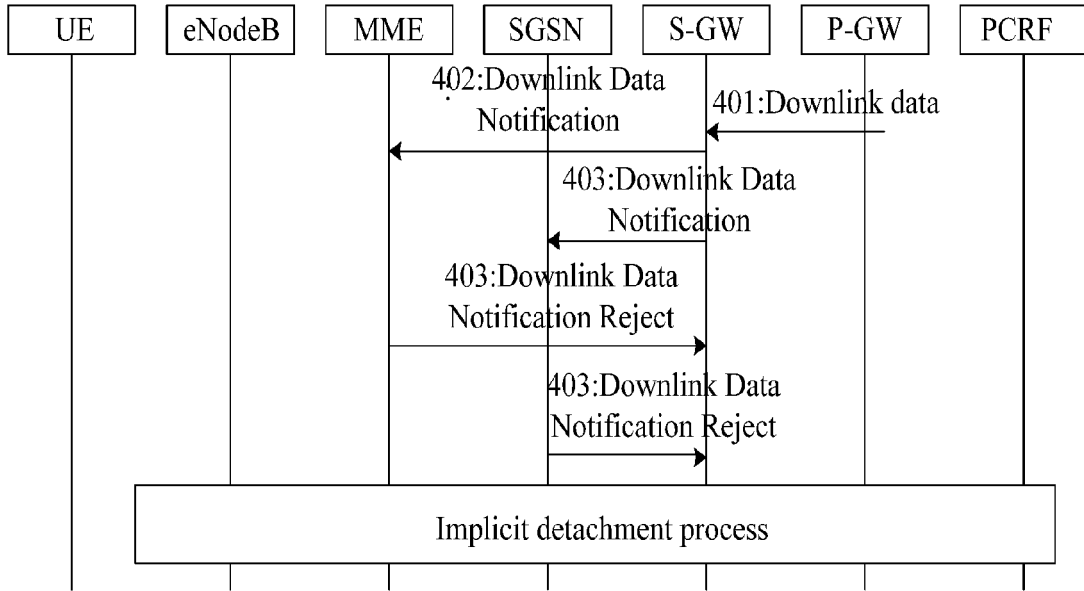 UE
eNodeB
MME
SGSN
S-GW
P-GW
PCRF
402:Downlink Data
Notification
401:Downlink data
403:Downlink Data
Notification
403:Downlink Data
Notification Reject
403:Downlink Data
Notification Reject
Implicit detachment process